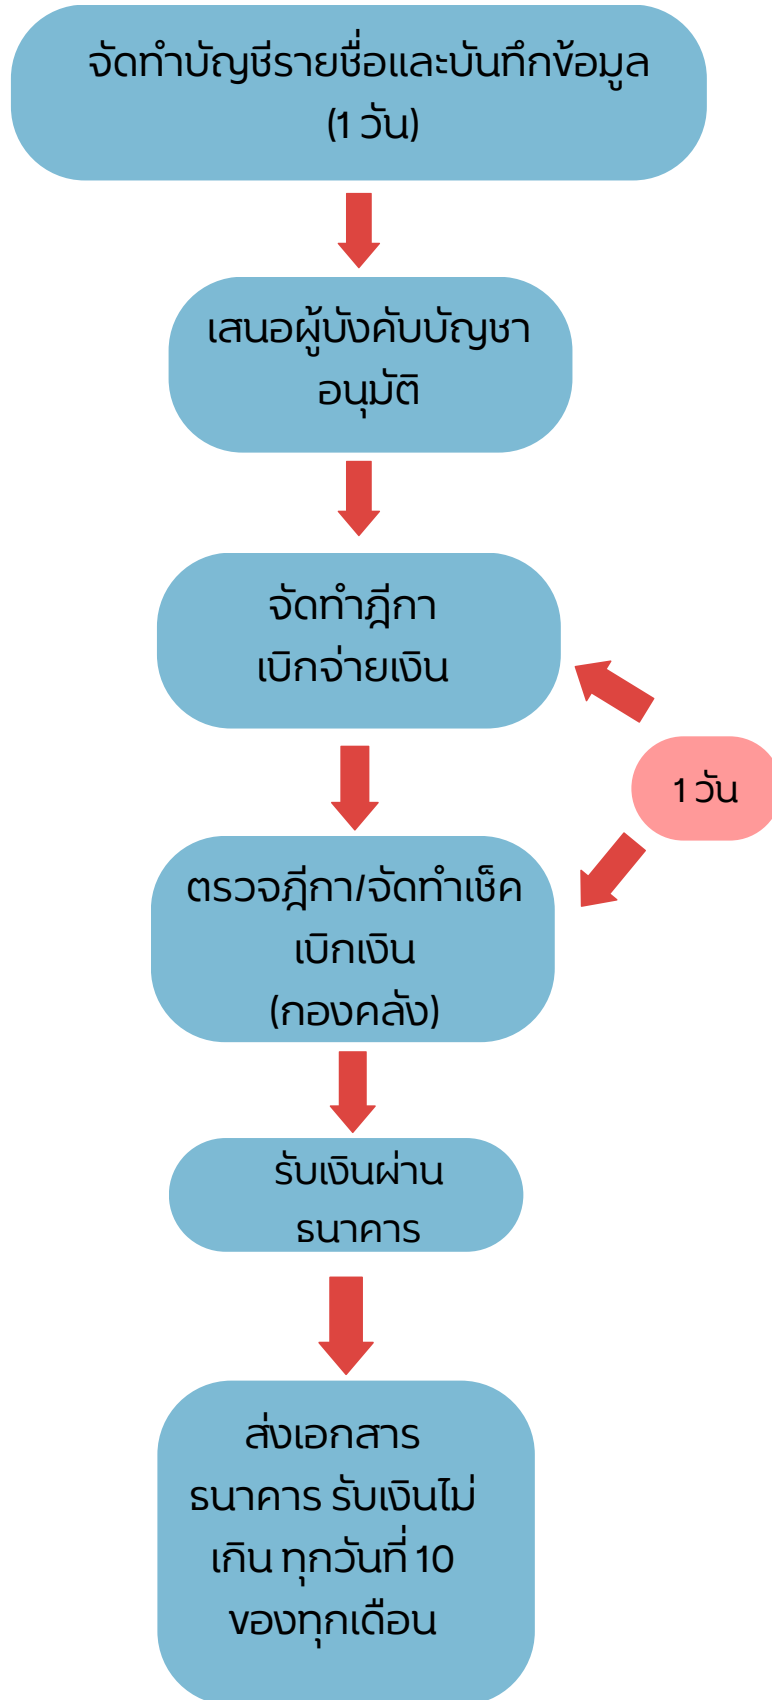 จัดทำบัญชีรายชื่อและบันทึกข้อมูล
(1 วัน)
เสนอผู้บังคับบัญชา
อนุมัติ
จัดทำฎีกา
เบิกจ่ายเงิน
1 วัน
ตรวจฎีกา/จัดทำเช็ค
เบิกเงิน
(กองคลัง)
รับเงินผ่าน
ธนาคาร
ส่งเอกสาร
ธนาคาร รับเงินไม่
เกิน ทุกวันที่ 10
ของทุกเดือน